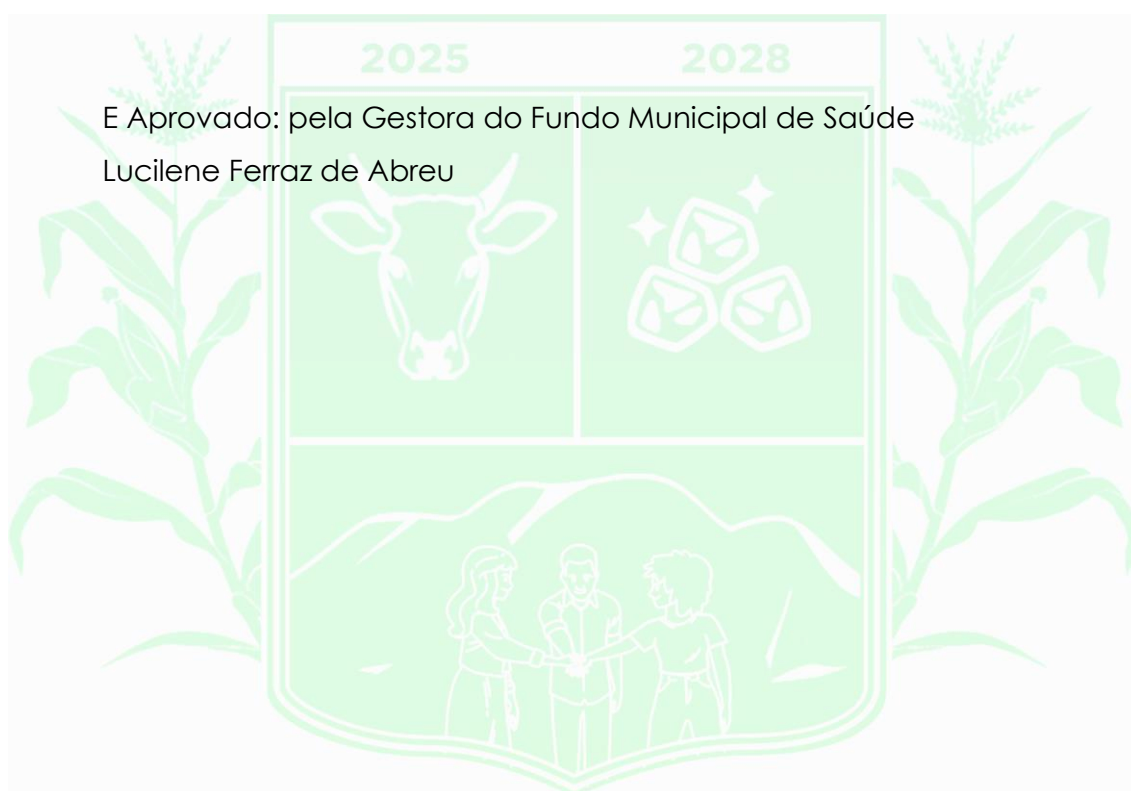 2025 2028
E Aprovado: pela Gestora do Fundo Municipal de Saúde
Lucilene Ferraz de Abreu